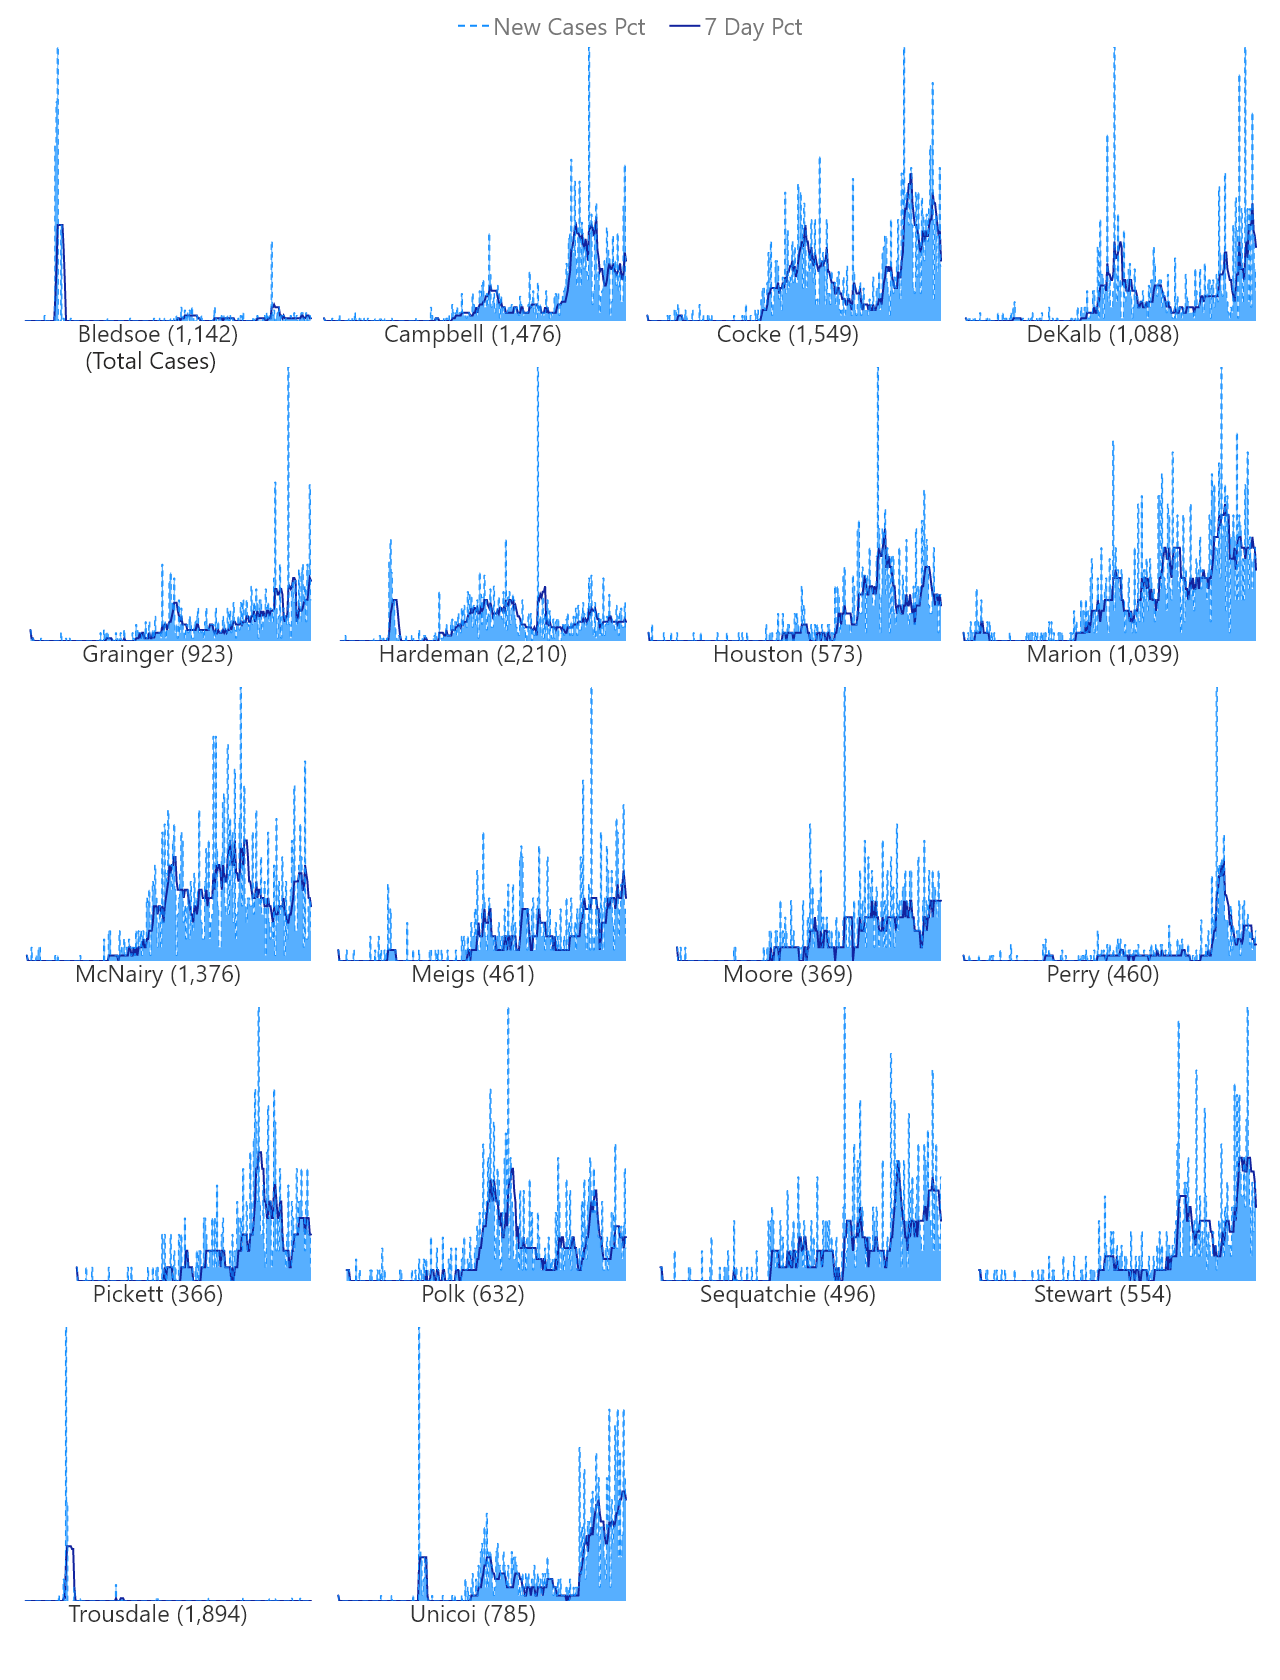 New Cases Pct 7 Day Pct
Bledsoe (1,142) Campbell (1,476) Cocke (1,549) DeKalb (1,088)
(Total Cases)
Grainger (923) Hardeman (2,210) Houston (573) Marion (1,039)
McNairy (1,376) Meigs (461) Moore (369) Perry (460)
Pickett (366) Polk (632) Sequatchie (496) Stewart (554)
Trousdale (1,894) Unicoi (785)